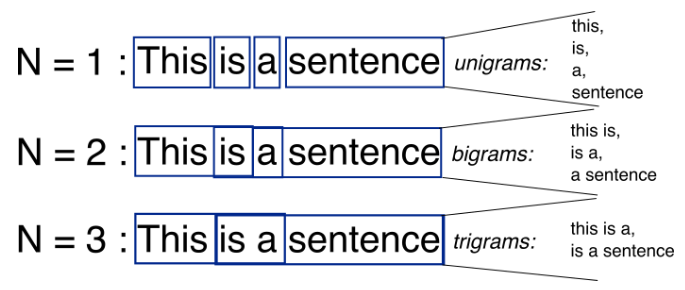 N = 1 : This is a sentence unigrams:
this,
is,
a,
sentence
N = 2 : This is a sentence bigrams:
this is,
is a,
a sentence
N = 3 : This is a sentence trigrams:
this is a,
is a sentence